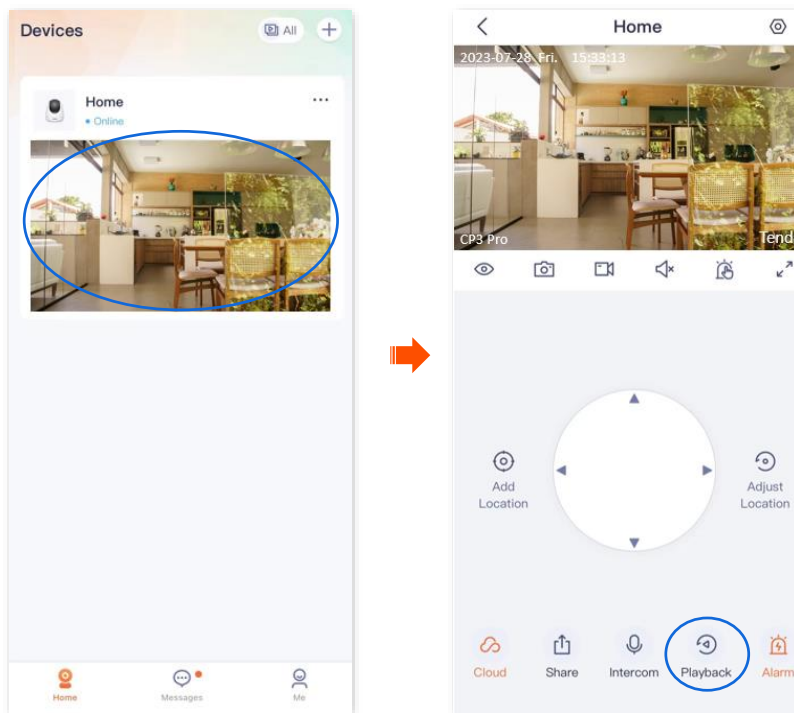 Devices
All
Home
Online
Home
Messages
Me
Home
2023-07-28 Fri. 15:33:13
CP3 Pro
Tend
Add
Location
Adjust
Location
Cloud
Share
Intercom
Playback
Alarm